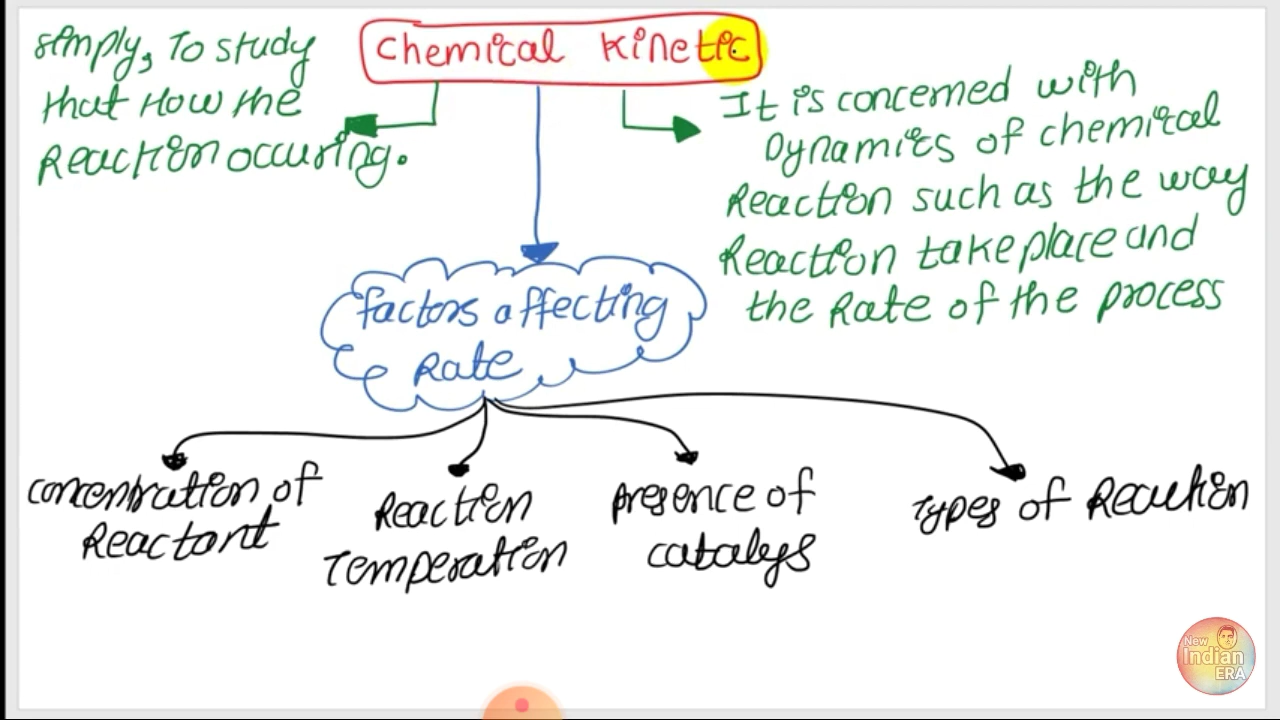 Chemical Kinetic
simply, To study
that How the
Reaction occuring.
It is concerned with
Dynamics of chemical
Reaction such as the way
Reaction take place and
the Rate of the process
factors affecting
Rate
concentration of
Reactant
Reaction
Temperation
presence of
catalys
Types of Reaction
New
Indian
ERA